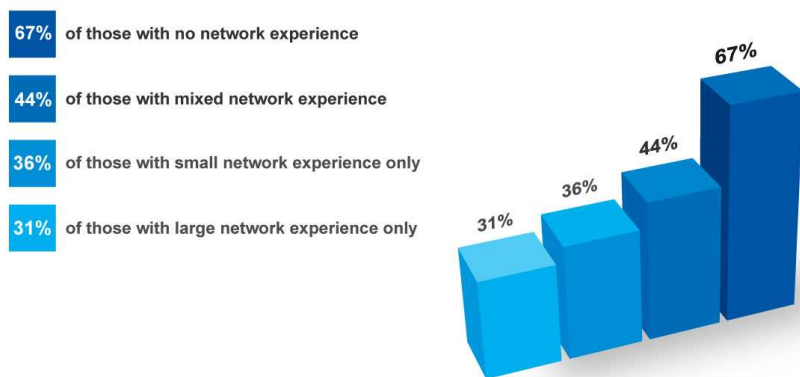 67% of those with no network experience
44% of those with mixed network experience
36% of those with small network experience only
31% of those with large network experience only
31%
36%
44%
67%